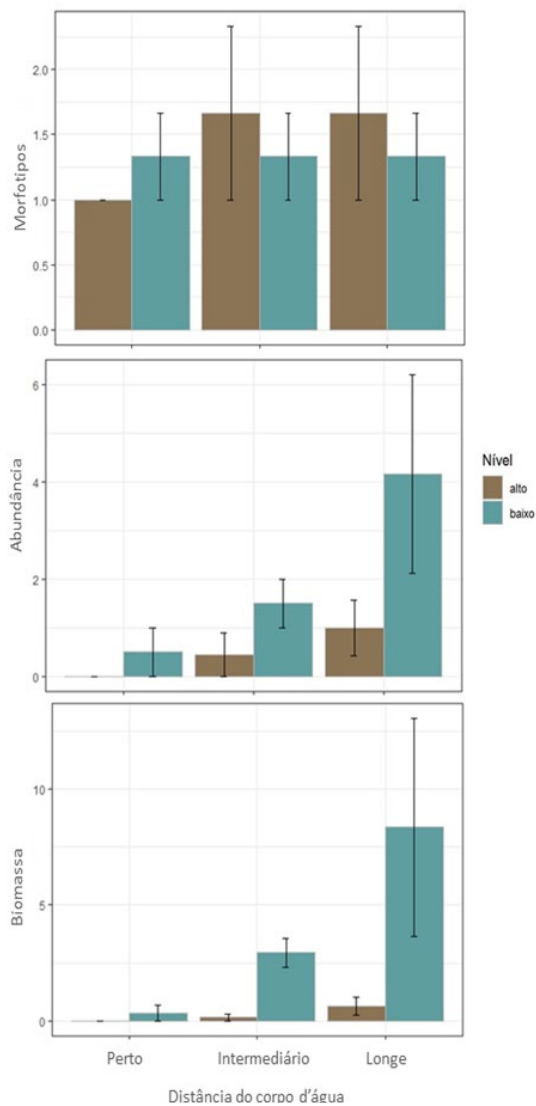 Morfotipos
2.0
1.5
1.0
0.5
0.0
Abundância
6
4
2
0
Nível
alto
baixo
Biomassa
10
5
0
Perto Intermediário Longe
Distância do corpo d'água